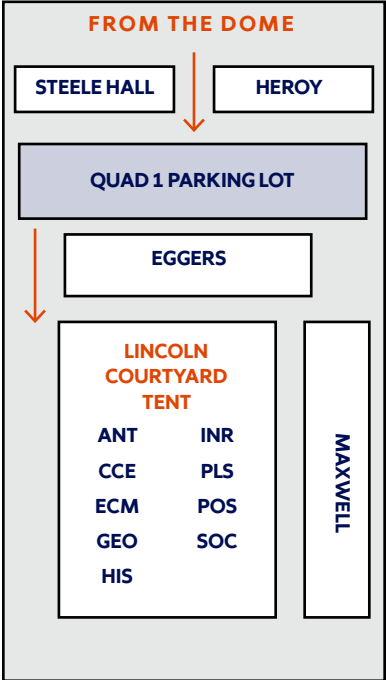 FROM THE DOME
STEELE HALL
HEROY
QUAD 1 PARKING LOT
EGGERS
LINCOLN
COURTYARD
TENT
ANT INR
CCE PLS
ECM POS
GEO SOC
HIS
MAXWELL